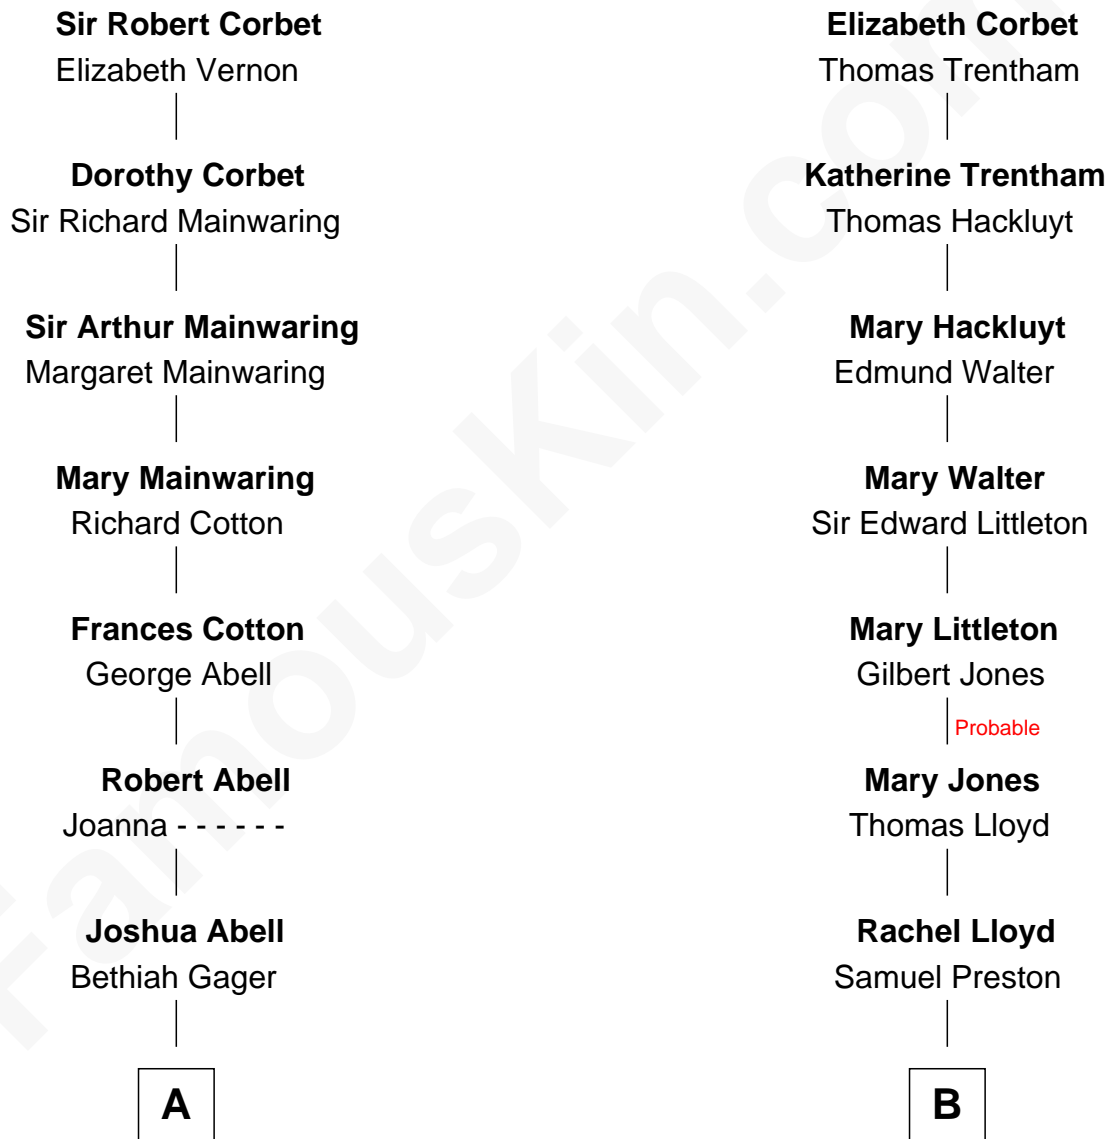 Sir Robert Corbet
Elizabeth Vernon
Dorothy Corbet
Sir Richard Mainwaring
Sir Arthur Mainwaring
Margaret Mainwaring
Mary Mainwaring
Richard Cotton
Frances Cotton
George Abell
Robert Abell
Joanna - - - - - -
Joshua Abell
Bethiah Gager
A
Elizabeth Corbet
Thomas Trentham
Katherine Trentham
Thomas Hackluyt
Mary Hackluyt
Edmund Walter
Mary Walter
Sir Edward Littleton
Mary Littleton
Gilbert Jones
Probable
Mary Jones
Thomas Lloyd
Rachel Lloyd
Samuel Preston
B
FamousKin.com